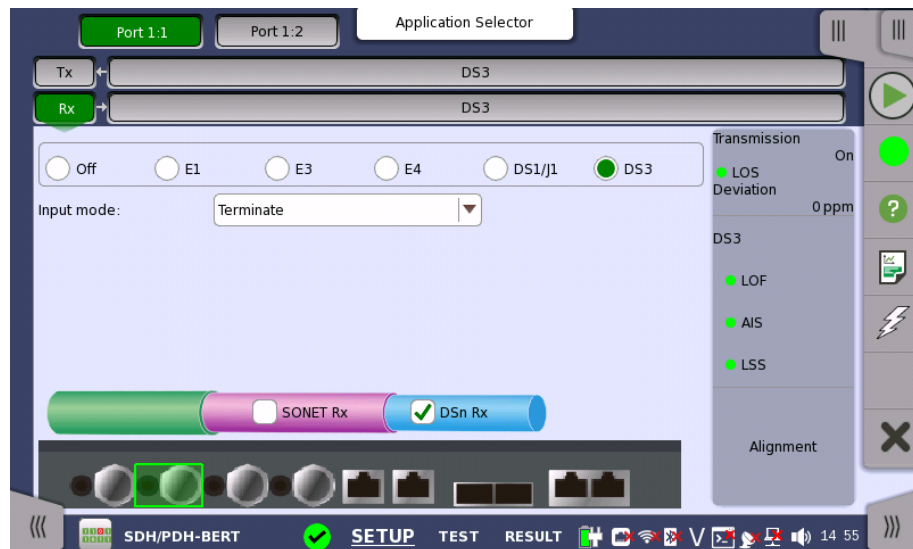 Port 1:1 Port 1:2 Application Selector
Tx DS3
Rx DS3
Off E1 E3 E4 DS1/J1 DS3
Input mode: Terminate
Transmission
On
LOS
Deviation
0 ppm
DS3
LOF
AIS
LSS
Alignment
SONET Rx DSn Rx
SDH/PDH-BERT SETUP TEST RESULT V 14 55